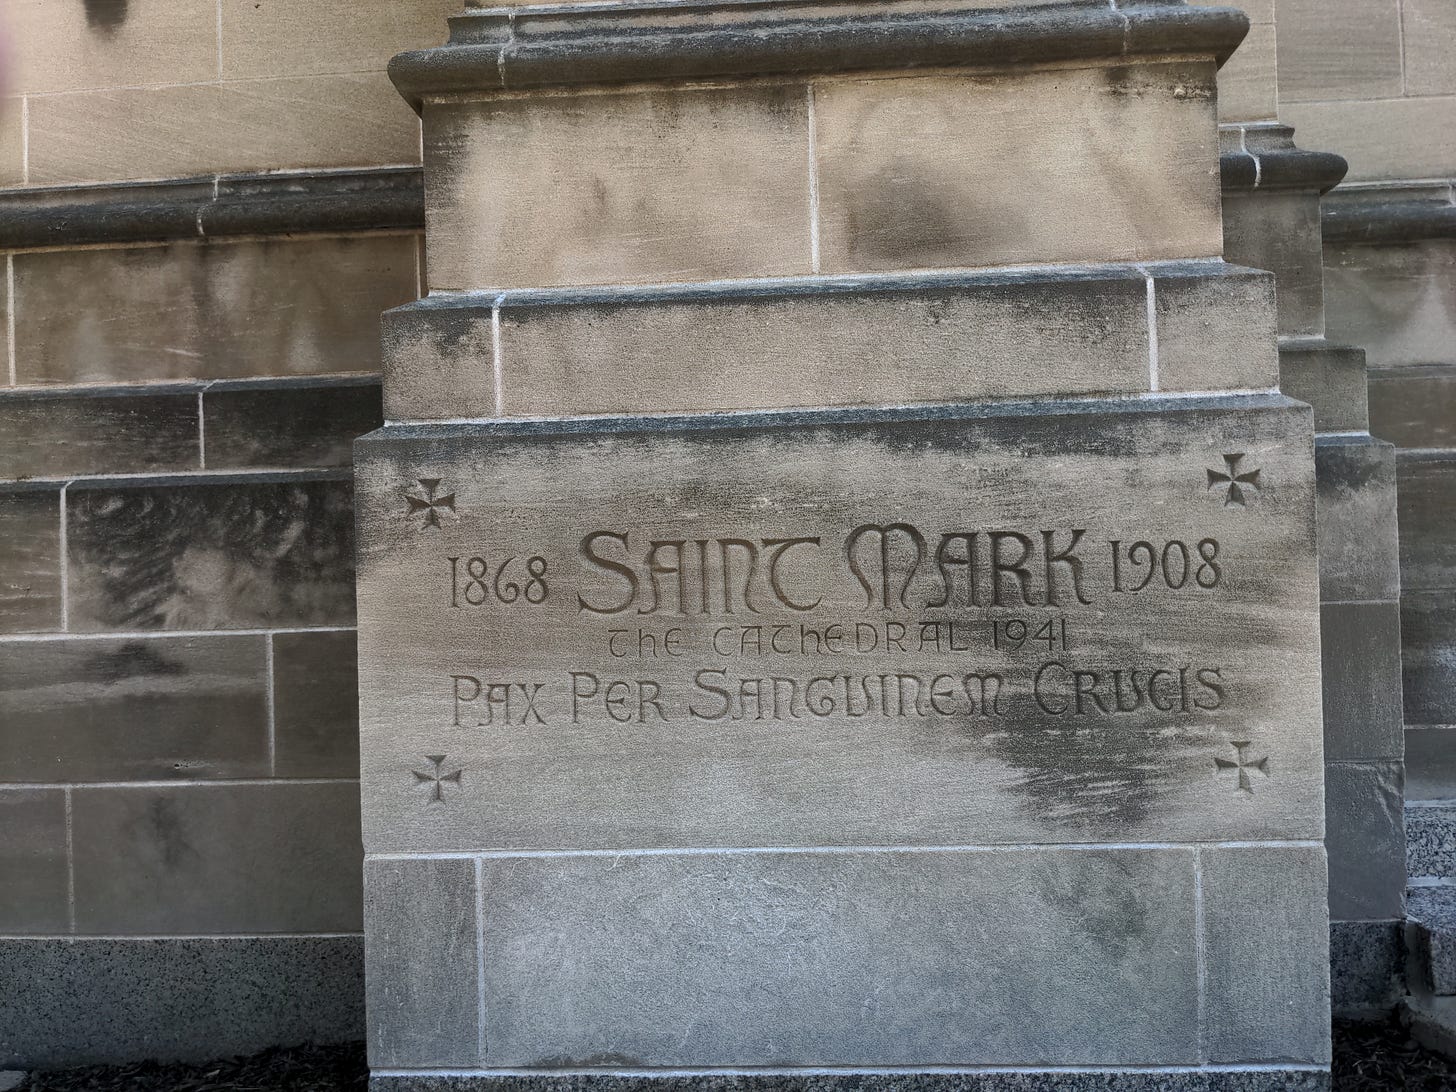 1868 SAINT MARK 1908
THE CATHEDRAL 1941
PAX PER SANGUINEM CRUCIS